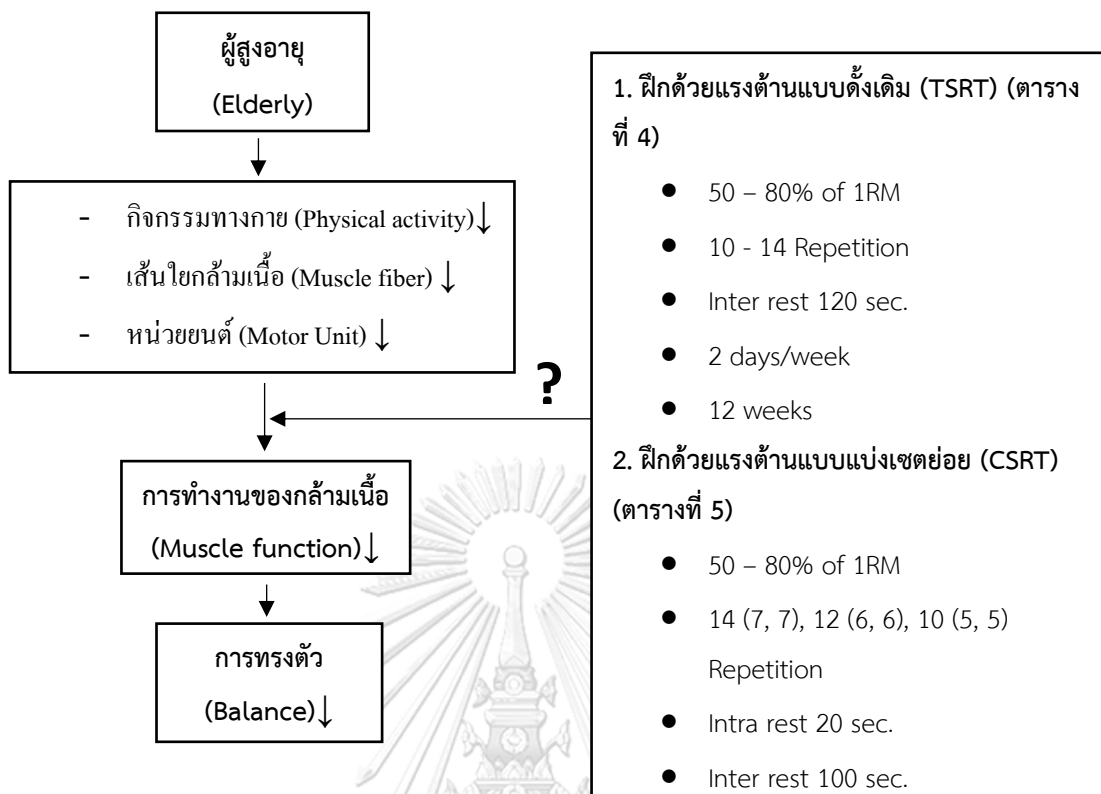 ผู้สูงอายุ
(Elderly)
- กิจกรรมทางกาย (Physical activity)↓
- เส้นใยกล้ามเนื้อ (Muscle fiber) ↓
- หน่วยยนต์ (Motor Unit) ↓
?
การทำงานของกล้ามเนื้อ
(Muscle function)↓
การทรงตัว
(Balance)↓
1. ฝึกด้วยแรงต้านแบบดั้งเดิม (TSRT) (ตาราง
ที่ 4)
● 50 – 80% of 1RM
● 10 - 14 Repetition
● Inter rest 120 sec.
● 2 days/week
● 12 weeks
2. ฝึกด้วยแรงต้านแบบแบ่งเซตย่อย (CSRT)
(ตารางที่ 5)
● 50 – 80% of 1RM
● 14 (7, 7), 12 (6, 6), 10 (5, 5)
Repetition
● Intra rest 20 sec.
● Inter rest 100 sec.